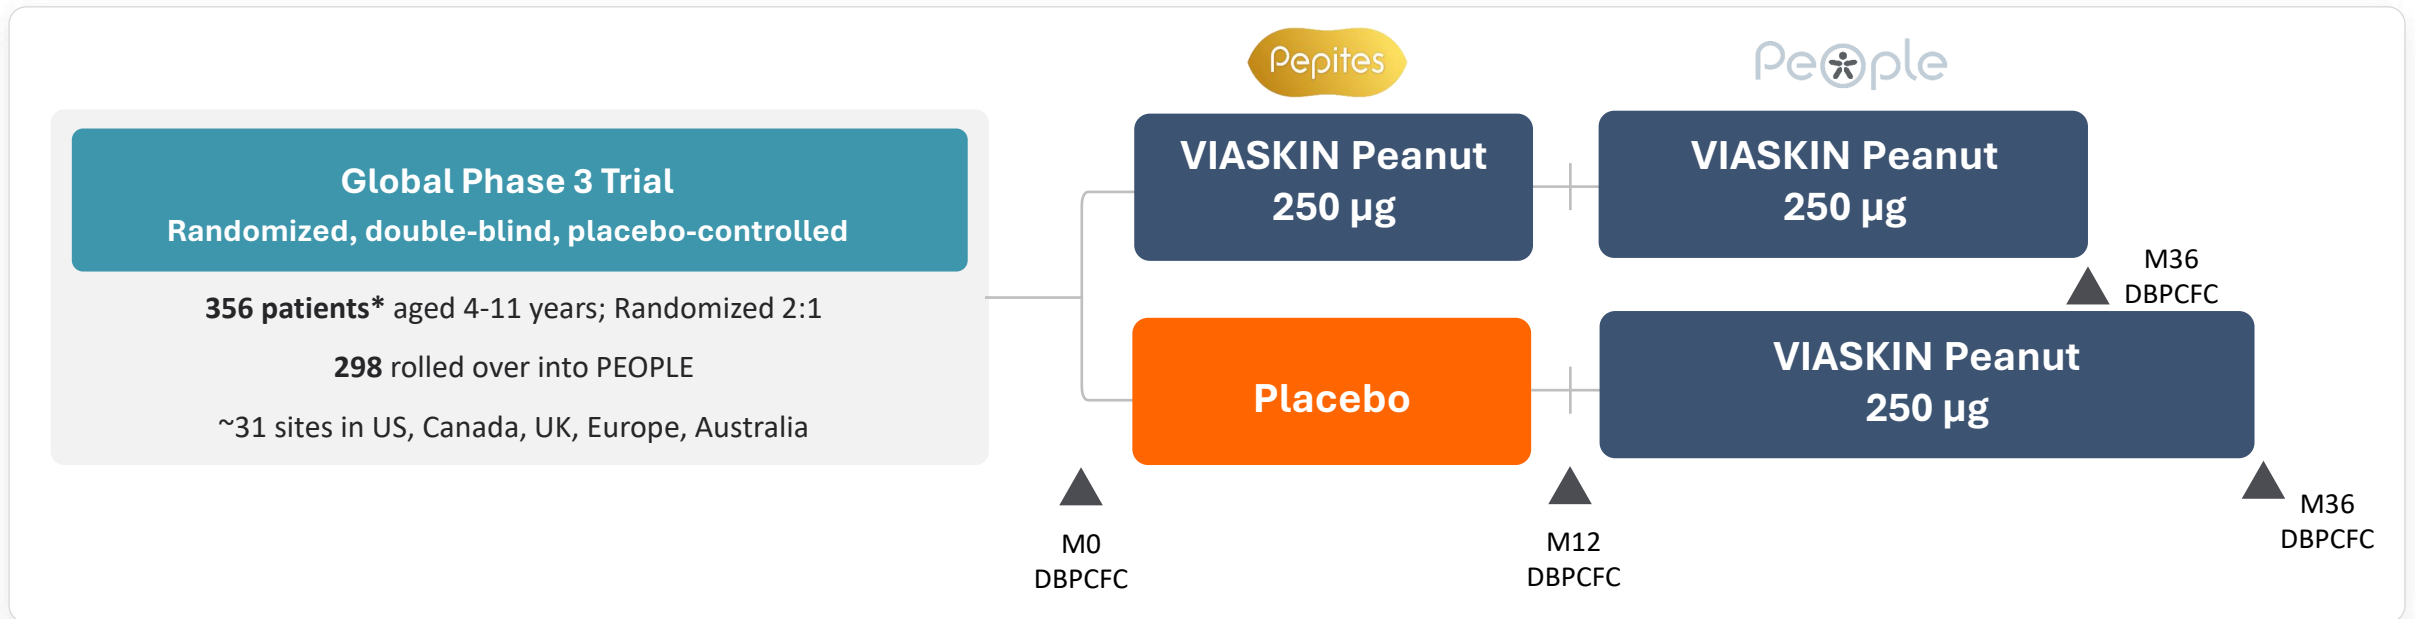 Pepites
People
Global Phase 3 Trial
Randomized, double-blind, placebo-controlled
356 patients* aged 4-11 years; Randomized 2:1
298 rolled over into PEOPLE
~31 sites in US, Canada, UK, Europe, Australia
VIASKIN Peanut
250 µg
VIASKIN Peanut
250 µg
M36
DBPCFC
Placebo
VIASKIN Peanut
250 µg
M0
DBPCFC
M12
DBPCFC
M36
DBPCFC